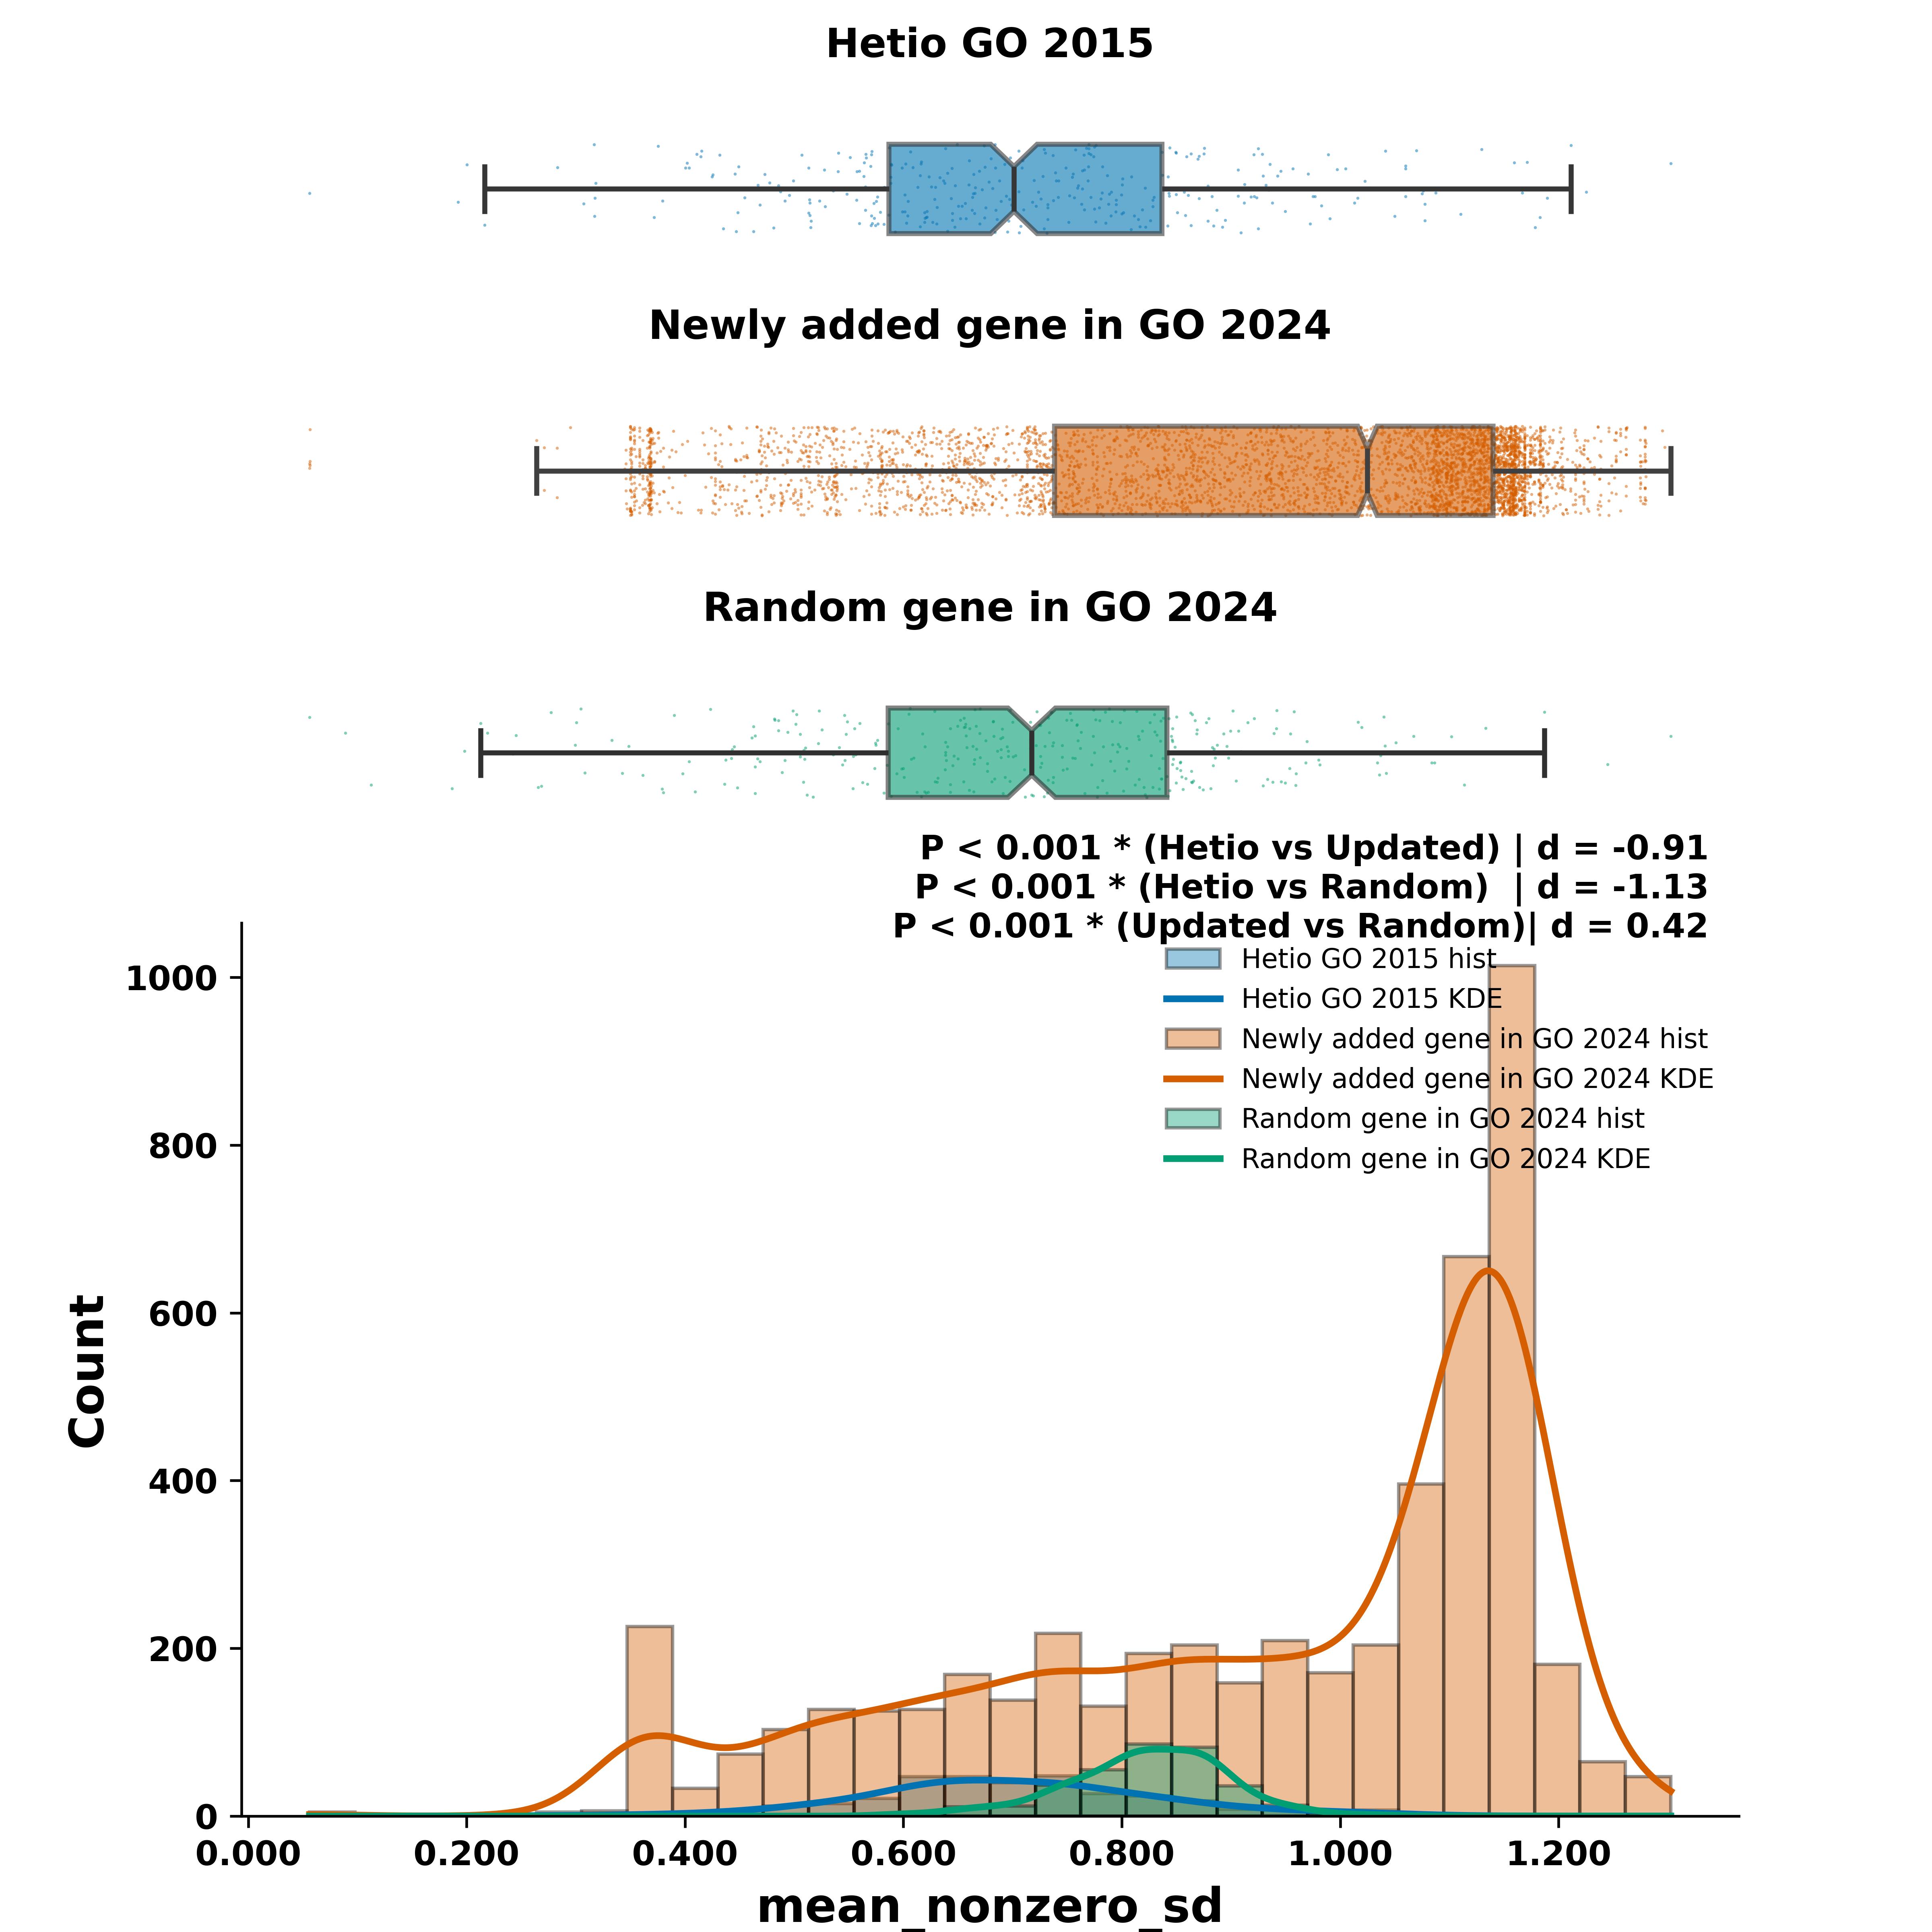 Hetio GO 2015
Newly added gene in GO 2024
Random gene in GO 2024
P < 0.001 * (Hetio vs Updated) | d = -0.91
P < 0.001 * (Hetio vs Random)  | d = -1.13
P < 0.001 * (Updated vs Random)| d = 0.42
Hetio GO 2015 hist
Hetio GO 2015 KDE
Newly added gene in GO 2024 hist
Newly added gene in GO 2024 KDE
Random gene in GO 2024 hist
Random gene in GO 2024 KDE
1000
800
600
400
200
0
Count
0.000 0.200 0.400 0.600 0.800 1.000 1.200
mean_nonzero_sd